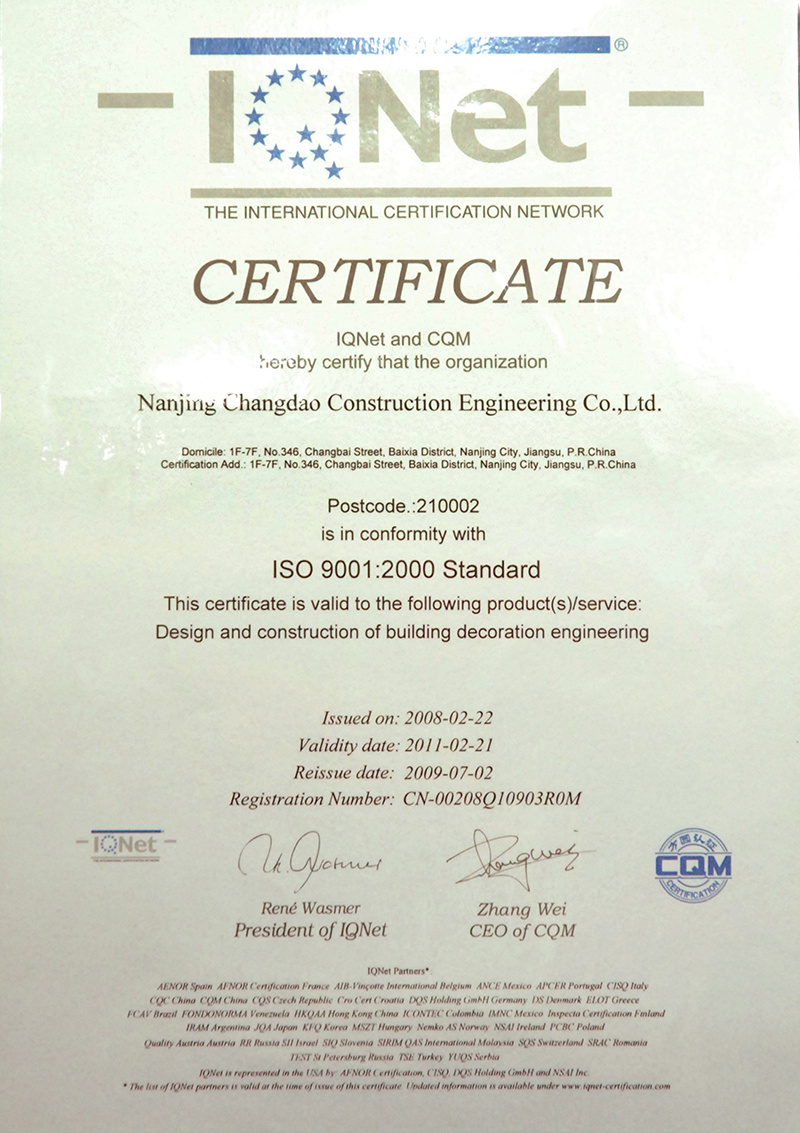 IQNet ®
THE INTERNATIONAL CERTIFICATION NETWORK
CERTIFICATE
IQNet and CQM
hereby certify that the organization
Nanjing Changdao Construction Engineering Co.,Ltd.
Domicile: 1F-7F, No.346, Changbai Street, Baixia District, Nanjing City, Jiangsu, P.R.China
Certification Add.: 1F-7F, No.346, Changbai Street, Baixia District, Nanjing City, Jiangsu, P.R.China
Postcode.:210002
is in conformity with
ISO 9001:2000 Standard
This certificate is valid to the following product(s)/service:
Design and construction of building decoration engineering
Issued on: 2008-02-22
Validity date: 2011-02-21
Reissue date: 2009-07-02
Registration Number: CN-00208Q10903R0M
IQNet
方圆认证
CQM
CERTIFICATION
René Wasmer
President of IQNet
Zhang Wei
CEO of CQM
IQNet Partners*
AENOR Spain AFNOR Certification France AIB-Vinçotte International Belgium ANCE Mexico APCER Portugal CISQ Italy
CQC China CQM China CQS Czech Republic Cro Cert Croatia DQS Holding GmbH Germany DS Denmark ELOT Greece
FCAV Brazil FONDONORMA Venezuela HKQAA Hong Kong China ICONTEC Colombia IMNC Mexico Inspecta Certification Finland
IRAM Argentina JQA Japan KFQ Korea MSZT Hungary Nemko AS Norway NSAI Ireland PCBC Poland
Quality Austria Austria RR Russia SII Israel SIQ Slovenia SIRIM QAS International Malaysia SQS Switzerland SRAC Romania
TEST St Petersburg Russia TSE Turkey YUQS Serbia
IQNet is represented in the USA by: AFNOR Certification, CISQ, DQS Holding GmbH and NSAI Inc.
* The list of IQNet partners is valid at the time of issue of this certificate. Updated information is available under www.iqnet-certification.com